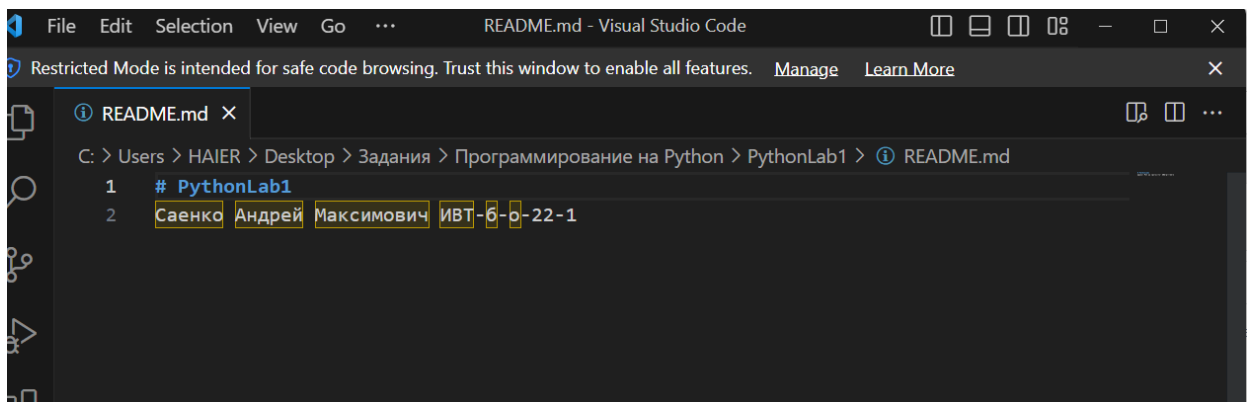 File Edit Selection View Go ··· README.md - Visual Studio Code
Restricted Mode is intended for safe code browsing. Trust this window to enable all features. Manage Learn More
README.md
C: > Users > HAIER > Desktop > Задания > Программирование на Python > PythonLab1 > README.md
1 # PythonLab1
2 Саенко Андрей Максимович ИВТ-б-о-22-1